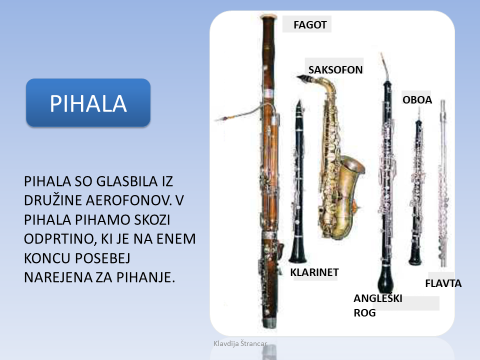 PIHALA
PIHALA SO GLASBILA IZ
DRUŽINE AEROFONOV. V
PIHALA PIHAMO SKOZI
ODPRTINO, KI JE NA ENEM
KONCU POSEBEJ
NAREJENA ZA PIHANJE.
FAGOT
SAKSOFON
OBOA
KLARINET
FLAVTA
ANGLEŠKI
ROG
Klavdija Štrancar